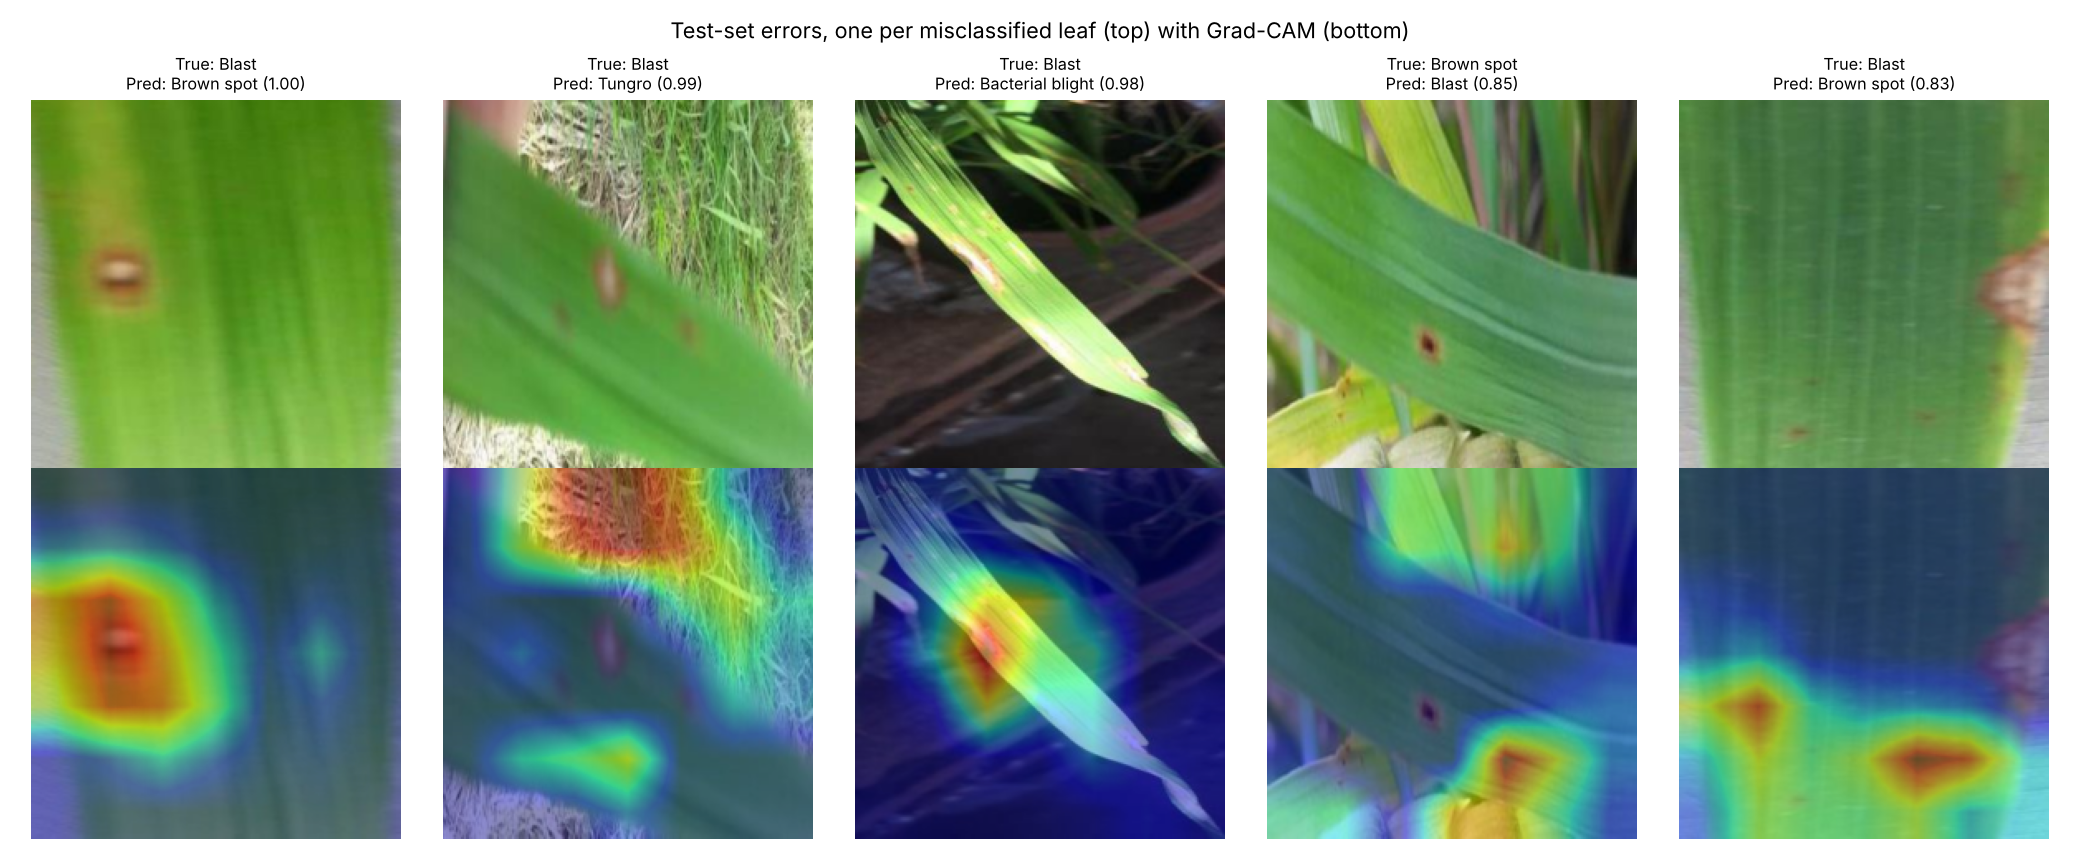 Test-set errors, one per misclassified leaf (top) with Grad-CAM (bottom)
True: Blast
Pred: Brown spot (1.00)
True: Blast
Pred: Tungro (0.99)
True: Blast
Pred: Bacterial blight (0.98)
True: Brown spot
Pred: Blast (0.85)
True: Blast
Pred: Brown spot (0.83)